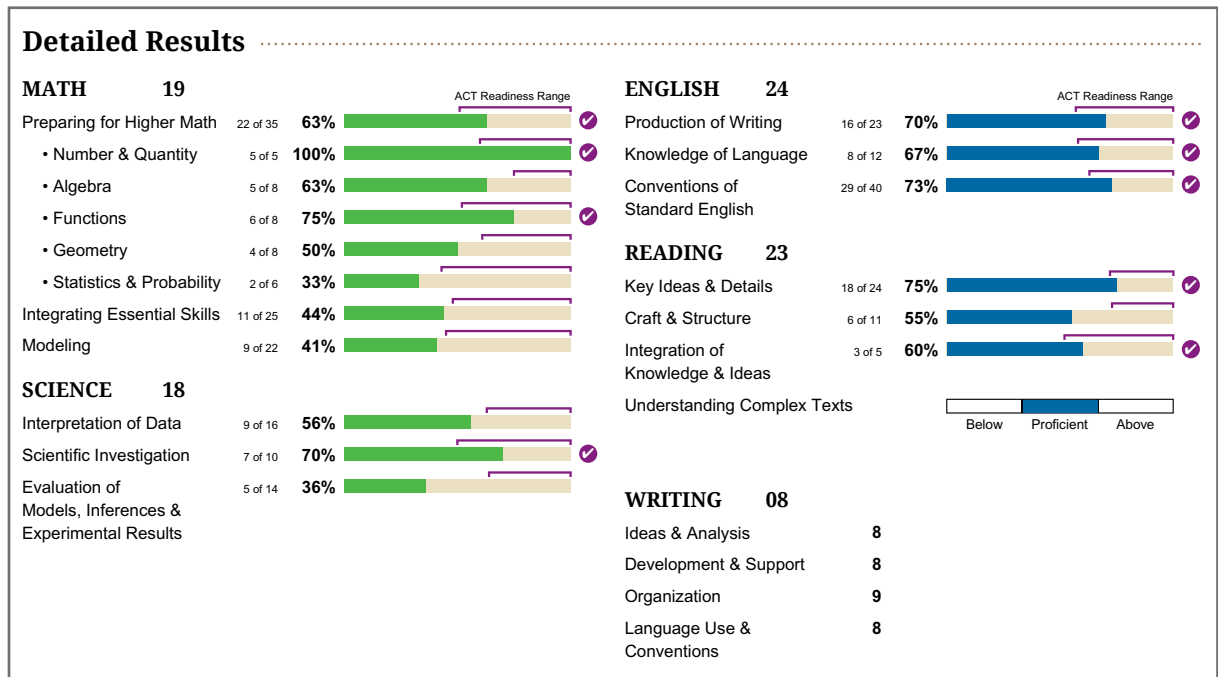 Detailed Results
MATH 19
ACT Readiness Range
Preparing for Higher Math 22 of 35 63%
• Number & Quantity 5 of 5 100%
• Algebra 5 of 8 63%
• Functions 6 of 8 75%
• Geometry 4 of 8 50%
• Statistics & Probability 2 of 6 33%
Integrating Essential Skills 11 of 25 44%
Modeling 9 of 22 41%
SCIENCE 18
Interpretation of Data 9 of 16 56%
Scientific Investigation 7 of 10 70%
Evaluation of 5 of 14 36%
Models, Inferences &
Experimental Results
ENGLISH 24
ACT Readiness Range
Production of Writing 16 of 23 70%
Knowledge of Language 8 of 12 67%
Conventions of 29 of 40 73%
Standard English
READING 23
Key Ideas & Details 18 of 24 75%
Craft & Structure 6 of 11 55%
Integration of 3 of 5 60%
Knowledge & Ideas
Understanding Complex Texts
Below Proficient Above
WRITING 08
Ideas & Analysis 8
Development & Support 8
Organization 9
Language Use & 8
Conventions